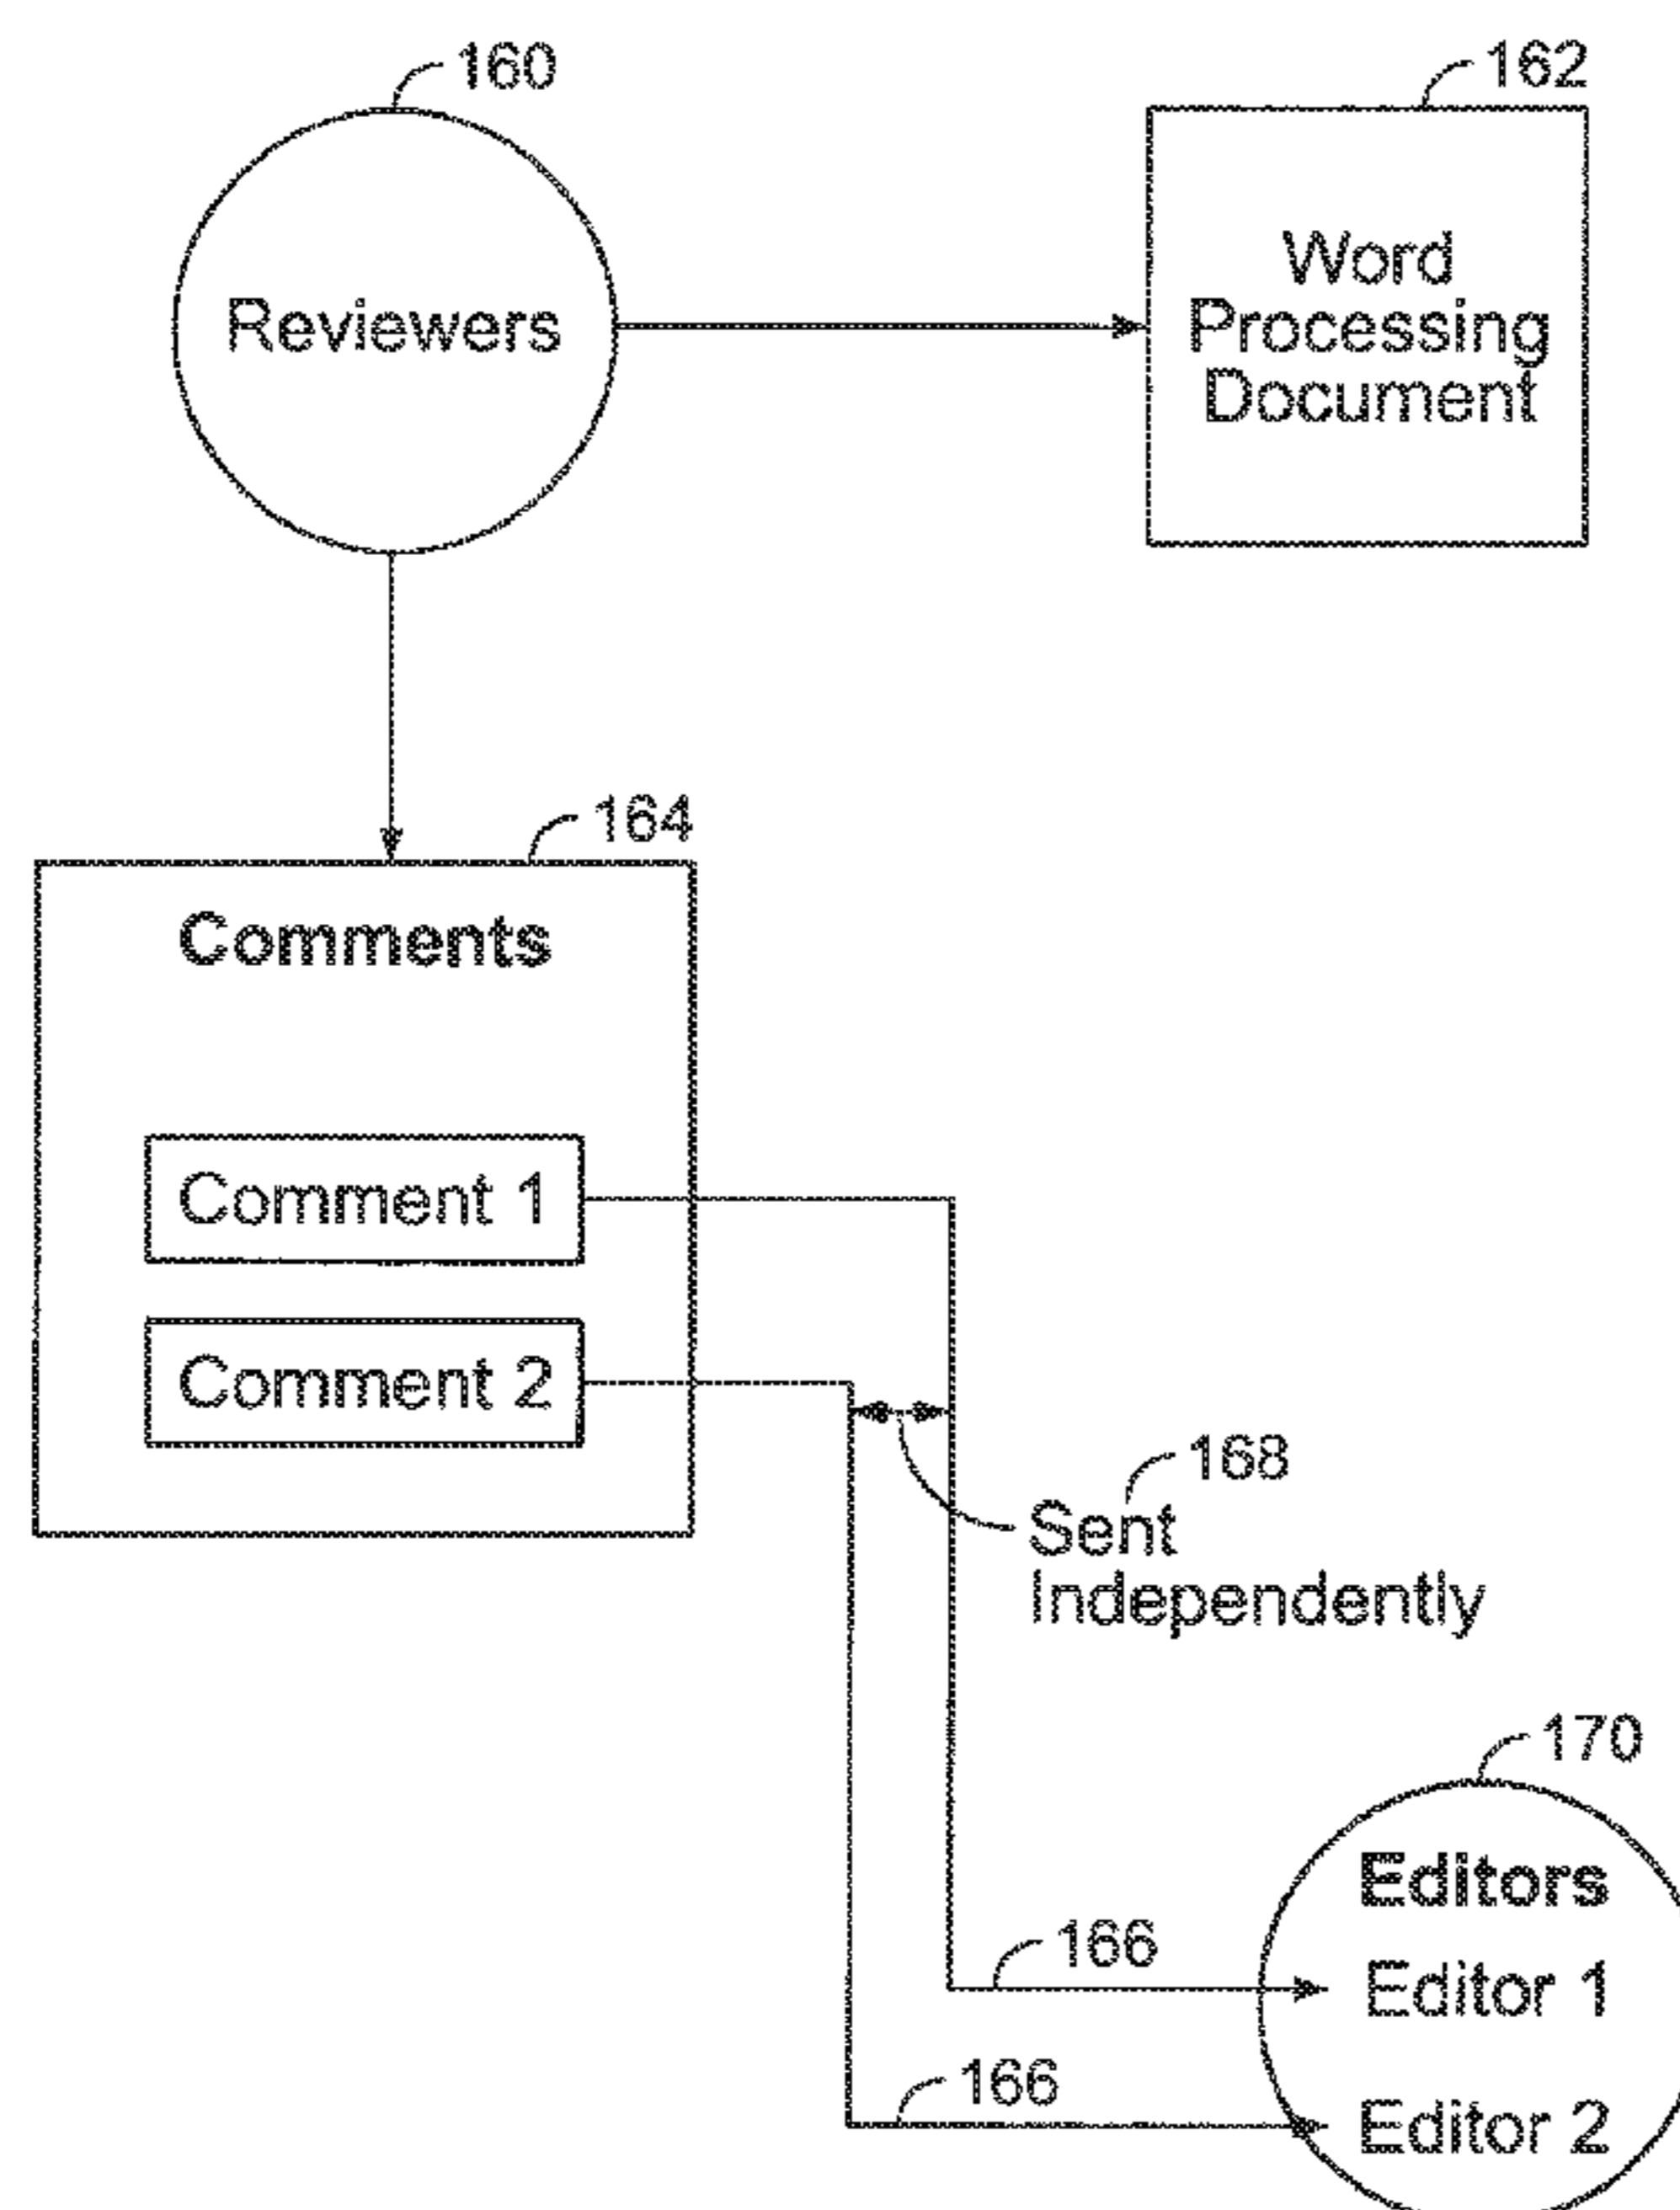 160
162
Reviewers
Word
Processing
Document
164
Comments
Comment 1
Comment 2
168
Sent
Independently
170
Editors
166
Editor 1
166
Editor 2